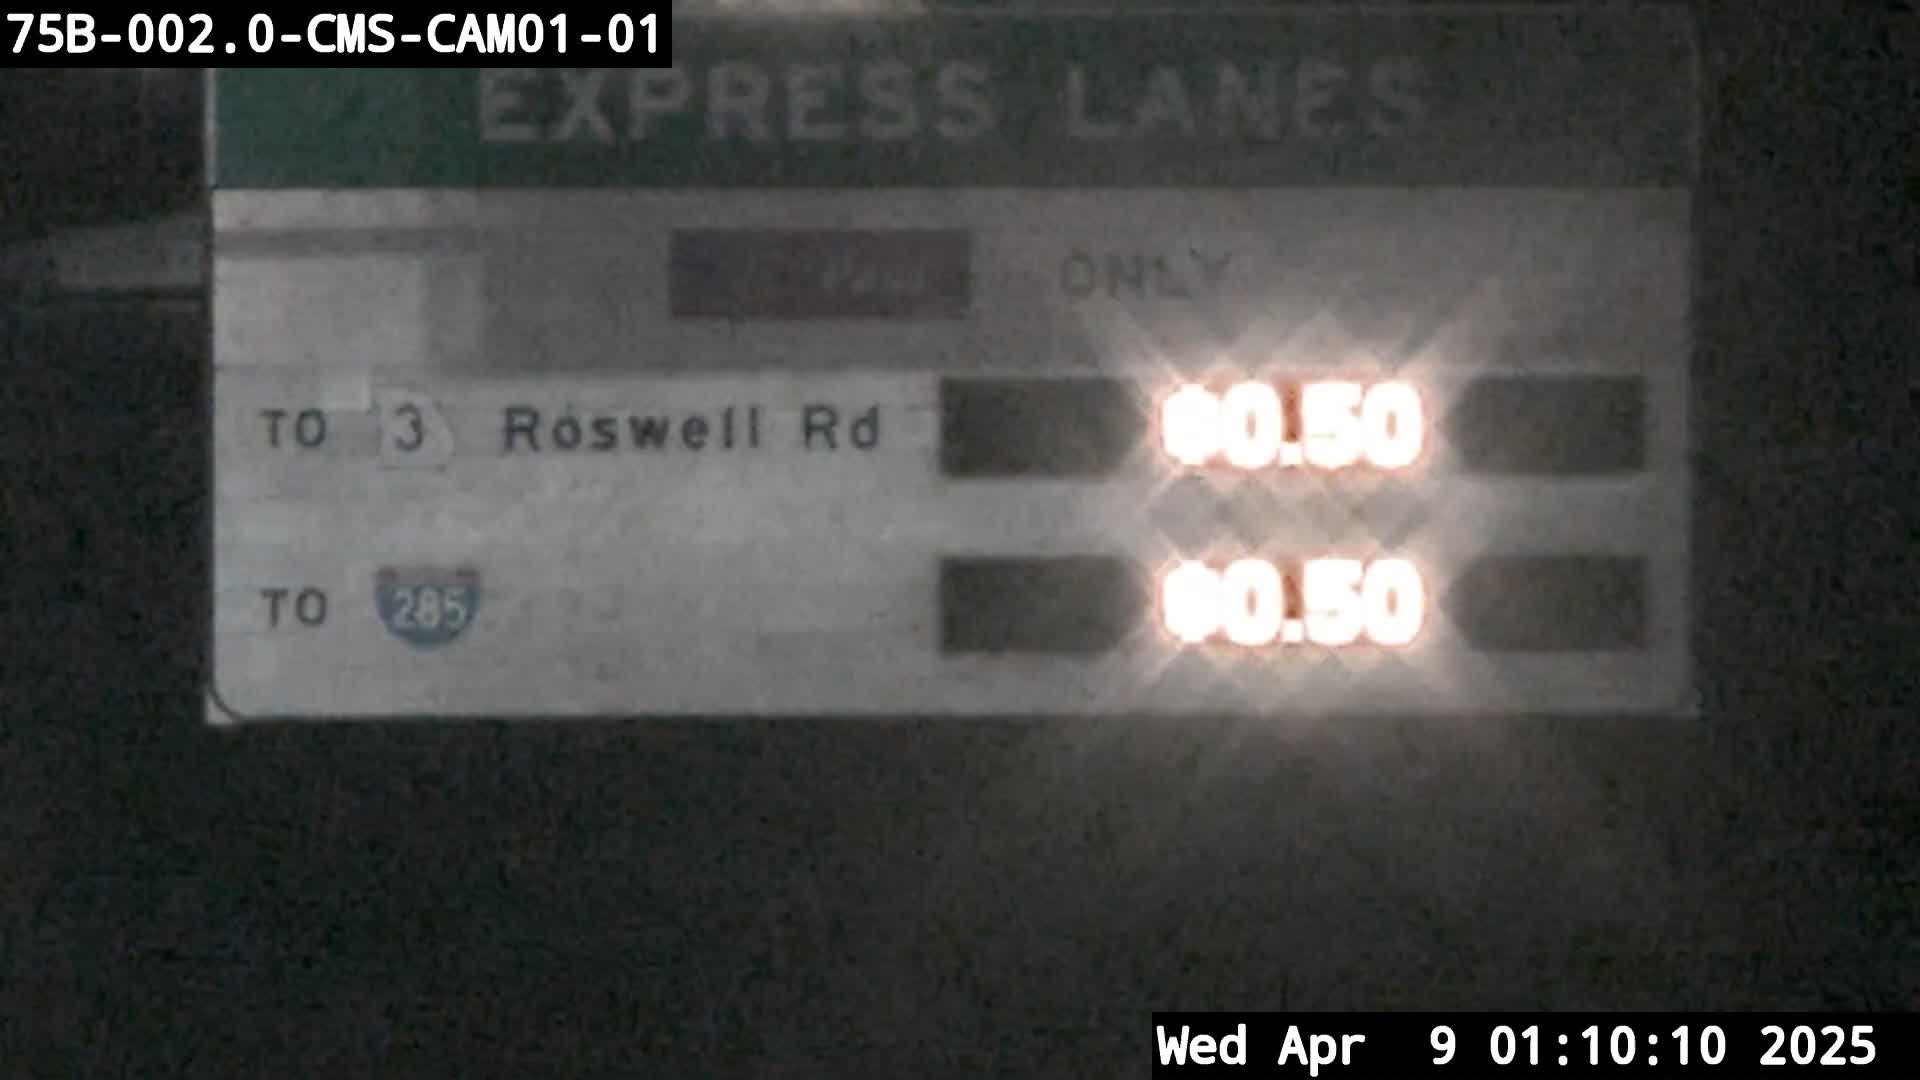 75B-002.0-CMS-CAM01-01
EXPRESS LANES
ONLY
TO 3 Roswell Rd $0.50
TO 285 $0.50
Wed Apr 9 01:10:10 2025